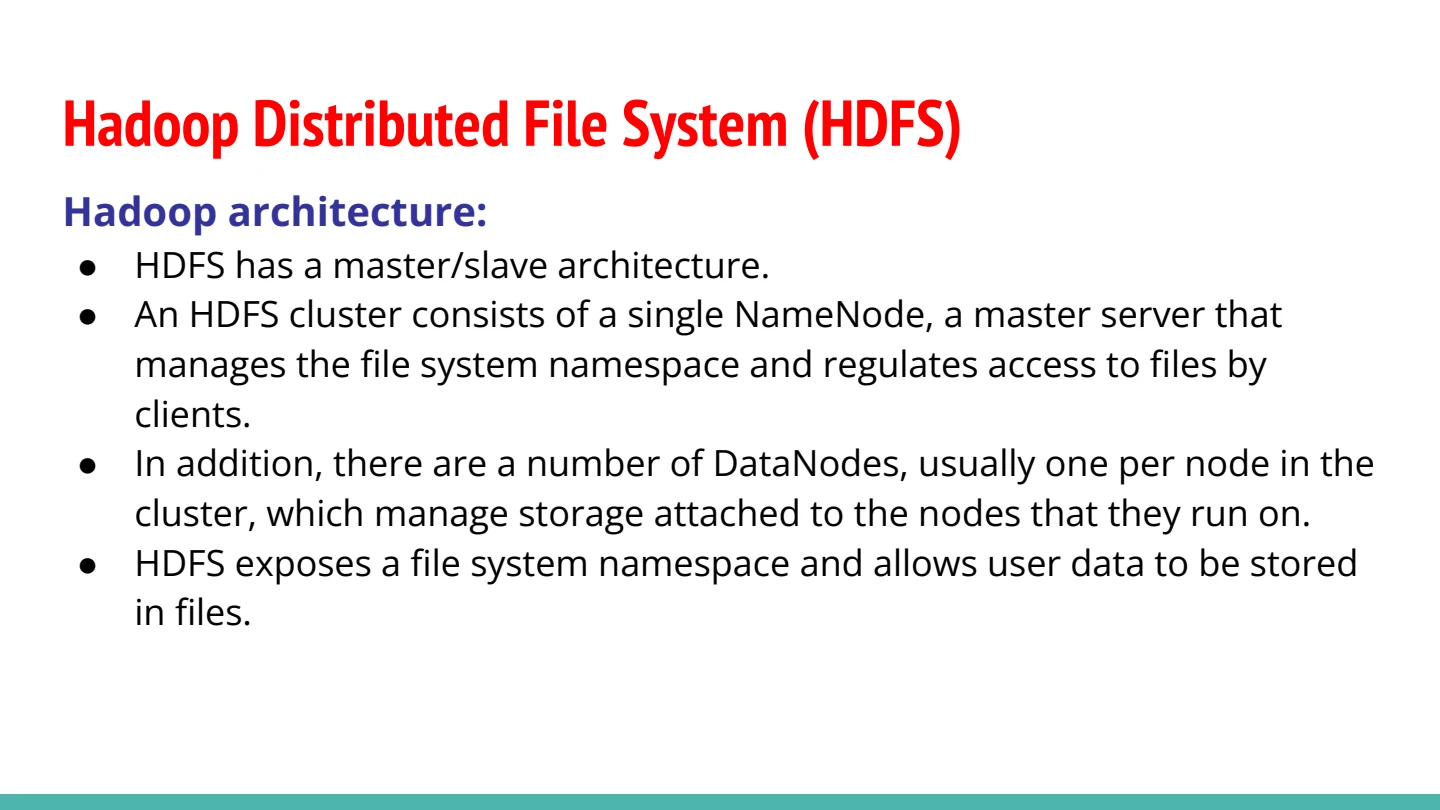 Hadoop Distributed File System (HDFS)
Hadoop architecture:
● HDFS has a master/slave architecture.
● An HDFS cluster consists of a single NameNode, a master server that
manages the file system namespace and regulates access to files by
clients.
● In addition, there are a number of DataNodes, usually one per node in the
cluster, which manage storage attached to the nodes that they run on.
● HDFS exposes a file system namespace and allows user data to be stored
in files.